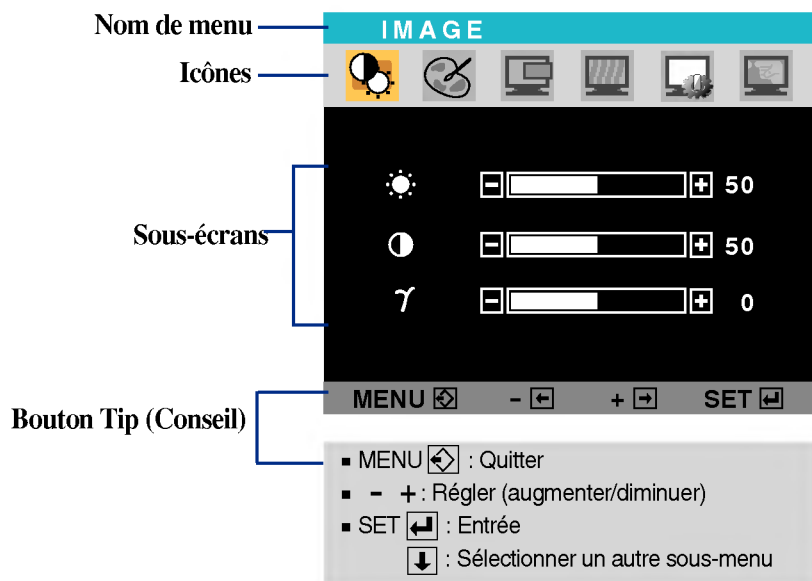 Nom de menu
IMAGE
Icônes
Sous-écrans
50
50
γ 0
Bouton Tip (Conseil)
MENU - + SET
▪ MENU : Quitter
▪ - + : Régler (augmenter/diminuer)
▪ SET : Entrée
: Sélectionner un autre sous-menu